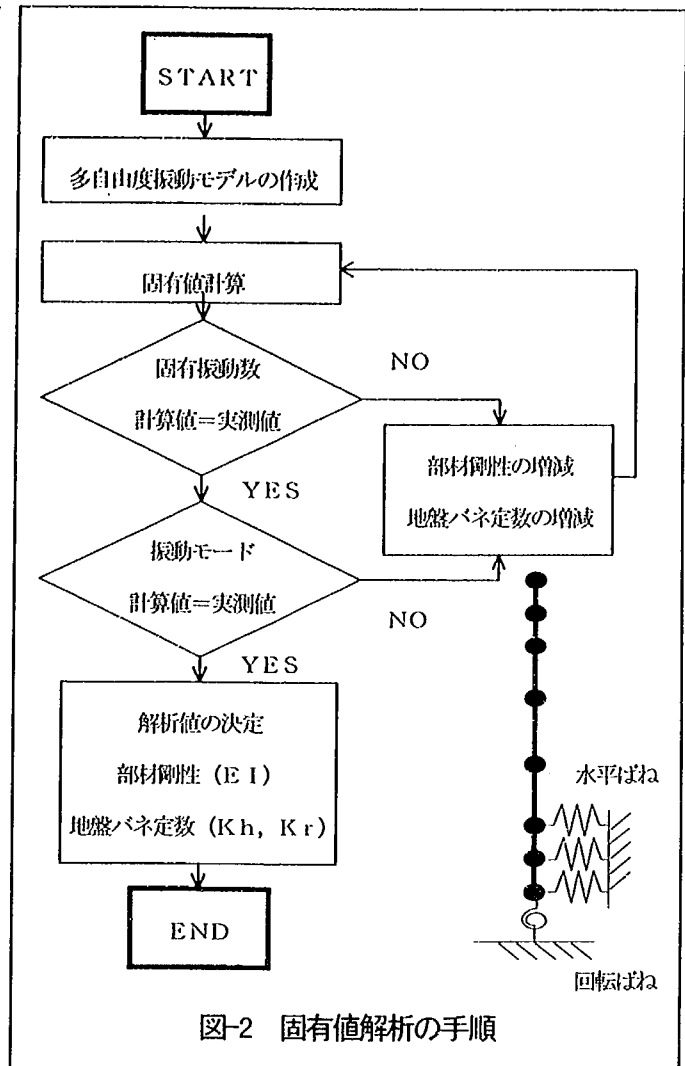 START
多自由度振動モデルの作成
固有値計算
固有振動数
計算値=実測値
NO
YES
部材剛性の増減
地盤バネ定数の増減
振動モード
計算値=実測値
NO
YES
解析値の決定
部材剛性(EI)
地盤バネ定数(Kh, Kr)
END
水平ばね
回転ばね
図-2 固有値解析の手順